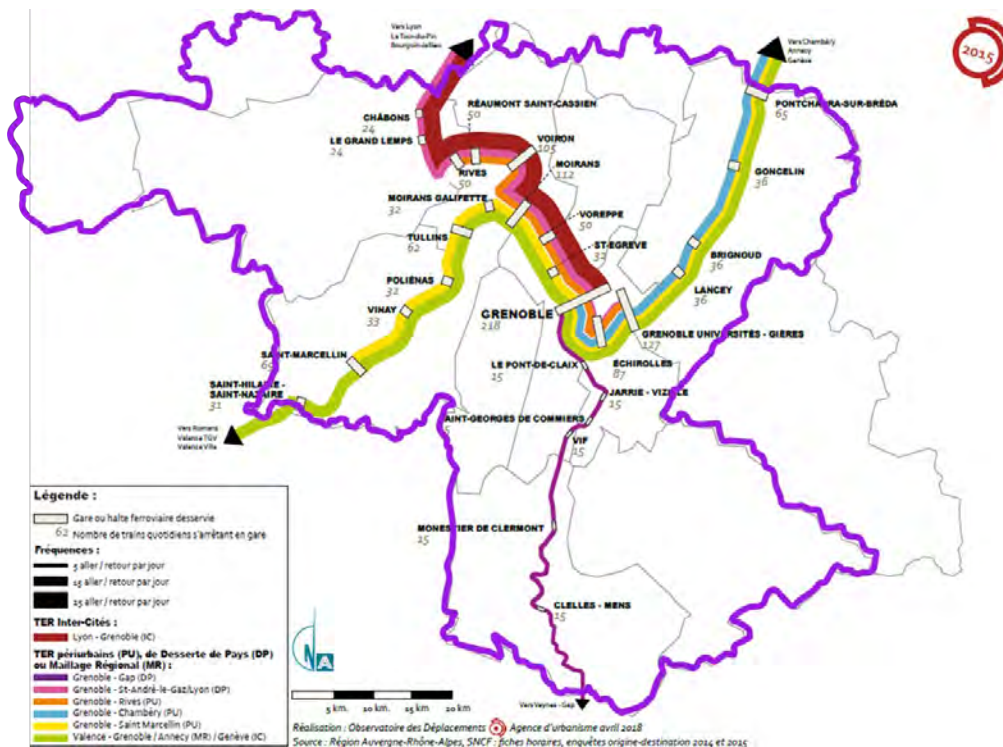 Vers Lyon
La Tour-du-Pin
Bourgoin-Jallieu
Vers Chambéry
Annecy
Genève
2015
PONTCHARRA-SUR-BRÉDA
65
RÉAUMONT SAINT-CASSIEN
50
CHÂBONS
24
LE GRAND LEMPS
24
VOIRON
105
RIVES
50
MOIRANS
112
GONCELIN
36
MOIRANS GALIFETTE
32
VOREPPE
50
TULLINS
62
ST-EGREVE
32
BRIGNOUD
36
POLIÉNAS
32
LANCEY
36
VINAY
33
GRENOBLE
218
GRENOBLE UNIVERSITÉS - GIÈRES
127
SAINT-MARCELLIN
LE PONT-DE-CLAIX
15
ÉCHIROLLES
87
SAINT-HILAIRE -
SAINT-NAZAIRE
31
JARRIE - VIZILLE
15
AINT-GEORGES DE COMMIERS
Vers Romans
Valence TGV
Valence Ville
VIF
15
MONESTIER DE CLERMONT
15
CLELLES - MENS
15
Vers Veynes - Gap
Légende :
Gare ou halte ferroviaire desservie
62 Nombre de trains quotidiens s'arrêtant en gare
Fréquences :
5 aller / retour par jour
15 aller / retour par jour
25 aller / retour par jour
TER Inter-Cités :
Lyon - Grenoble (IC)
TER périurbains (PU), de Desserte de Pays (DP)
ou Maillage Régional (MR) :
Grenoble - Gap (DP)
Grenoble - St-André-le-Gaz/Lyon (DP)
Grenoble - Rives (PU)
Grenoble - Chambéry (PU)
Grenoble - Saint Marcellin (PU)
Valence - Grenoble / Annecy (MR) / Genève (IC)
NA
5 km. 10 km. 15 km. 20 km.
Réalisation : Observatoire des Déplacements Agence d'urbanisme avril 2018
Source : Région Auvergne-Rhône-Alpes, SNCF : fiches horaires, enquêtes origine-destination 2014 et 2015